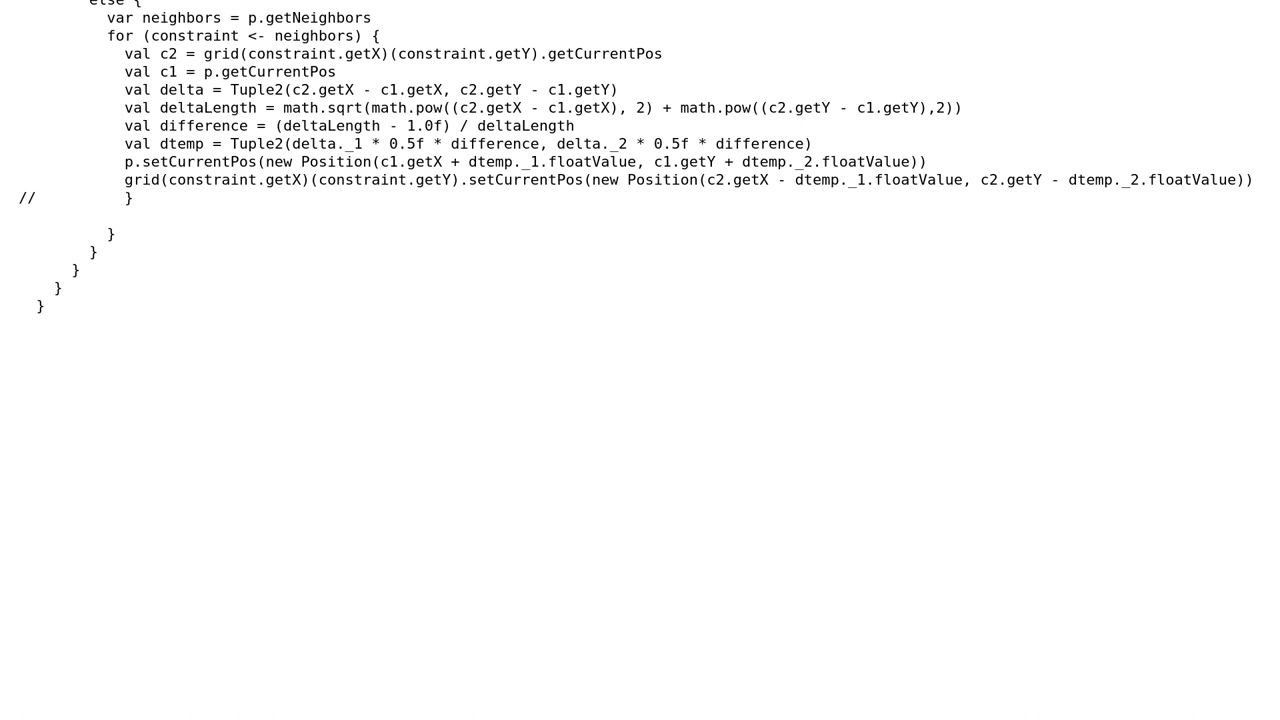 else {
var neighbors = p.getNeighbors
for (constraint <- neighbors) {
val c2 = grid(constraint.getX)(constraint.getY).getCurrentPos
val c1 = p.getCurrentPos
val delta = Tuple2(c2.getX - c1.getX, c2.getY - c1.getY)
val deltaLength = math.sqrt(math.pow((c2.getX - c1.getX), 2) + math.pow((c2.getY - c1.getY),2))
val difference = (deltaLength - 1.0f) / deltaLength
val dtemp = Tuple2(delta._1 * 0.5f * difference, delta._2 * 0.5f * difference)
p.setCurrentPos(new Position(c1.getX + dtemp._1.floatValue, c1.getY + dtemp._2.floatValue))
grid(constraint.getX)(constraint.getY).setCurrentPos(new Position(c2.getX - dtemp._1.floatValue, c2.getY - dtemp._2.floatValue))
// }
}
}
}
}
}